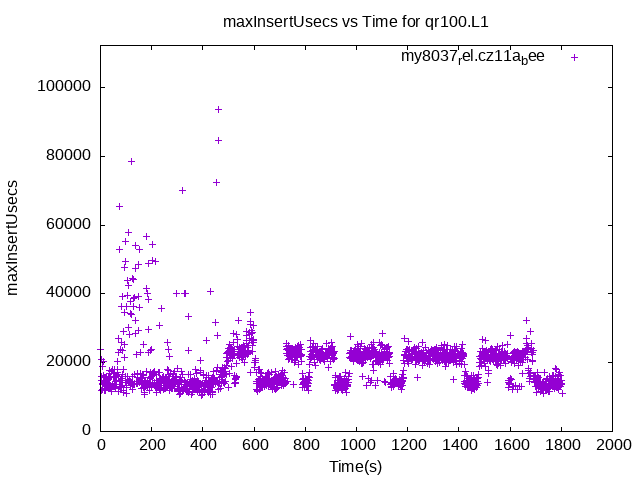 maxInsertUsecs vs Time for qr100.L1
my8037rel.cz11abee
100000
80000
60000
40000
20000
0
maxInsertUsecs
0 200 400 600 800 1000 1200 1400 1600 1800 2000
Time(s)